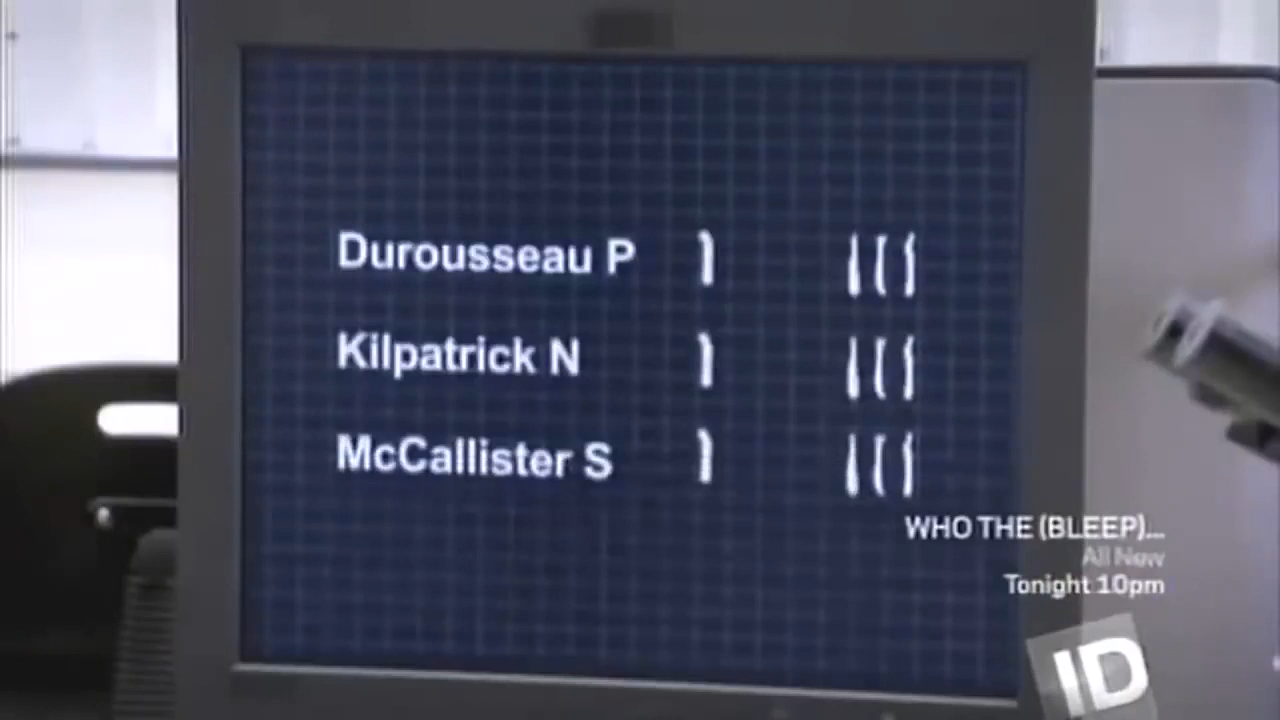 Durousseau P
Kilpatrick N
McCallister S
WHO THE (BLEEP)...
All New
Tonight 10pm
ID